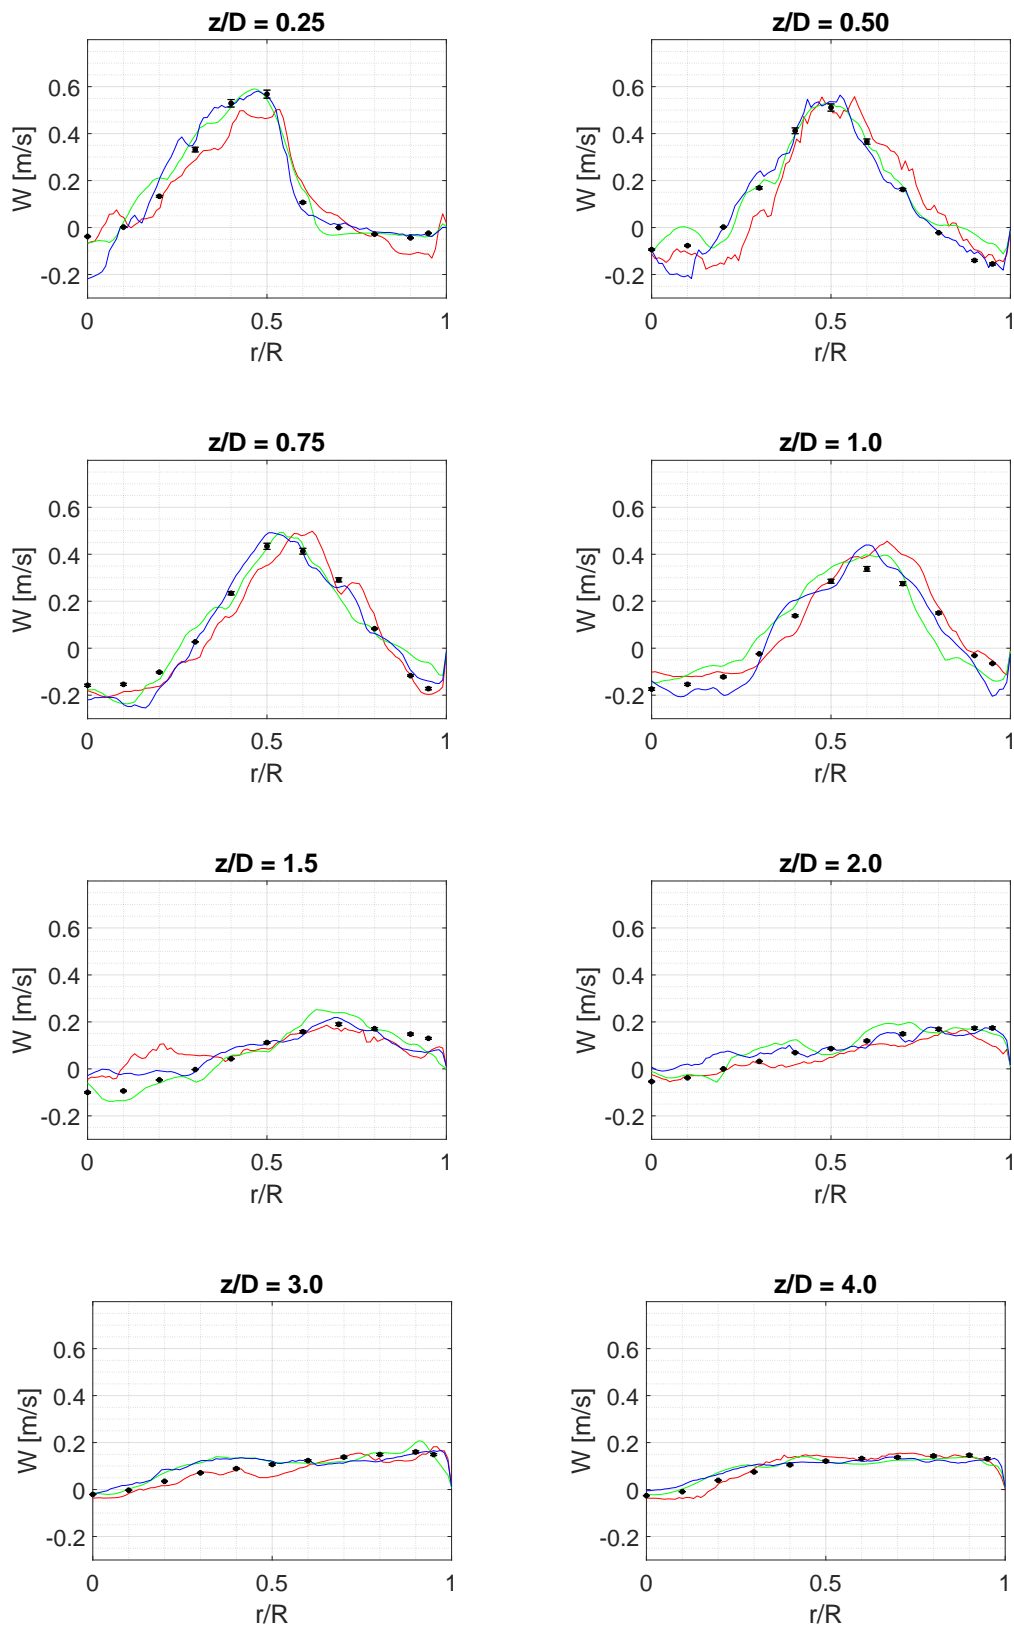 z/D = 0.25
0.6
0.4
0.2
0
-0.2
W [m/s]
0 0.5 1
r/R
z/D = 0.50
0.6
0.4
0.2
0
-0.2
W [m/s]
0 0.5 1
r/R
z/D = 0.75
0.6
0.4
0.2
0
-0.2
W [m/s]
0 0.5 1
r/R
z/D = 1.0
0.6
0.4
0.2
0
-0.2
W [m/s]
0 0.5 1
r/R
z/D = 1.5
0.6
0.4
0.2
0
-0.2
W [m/s]
0 0.5 1
r/R
z/D = 2.0
0.6
0.4
0.2
0
-0.2
W [m/s]
0 0.5 1
r/R
z/D = 3.0
0.6
0.4
0.2
0
-0.2
W [m/s]
0 0.5 1
r/R
z/D = 4.0
0.6
0.4
0.2
0
-0.2
W [m/s]
0 0.5 1
r/R